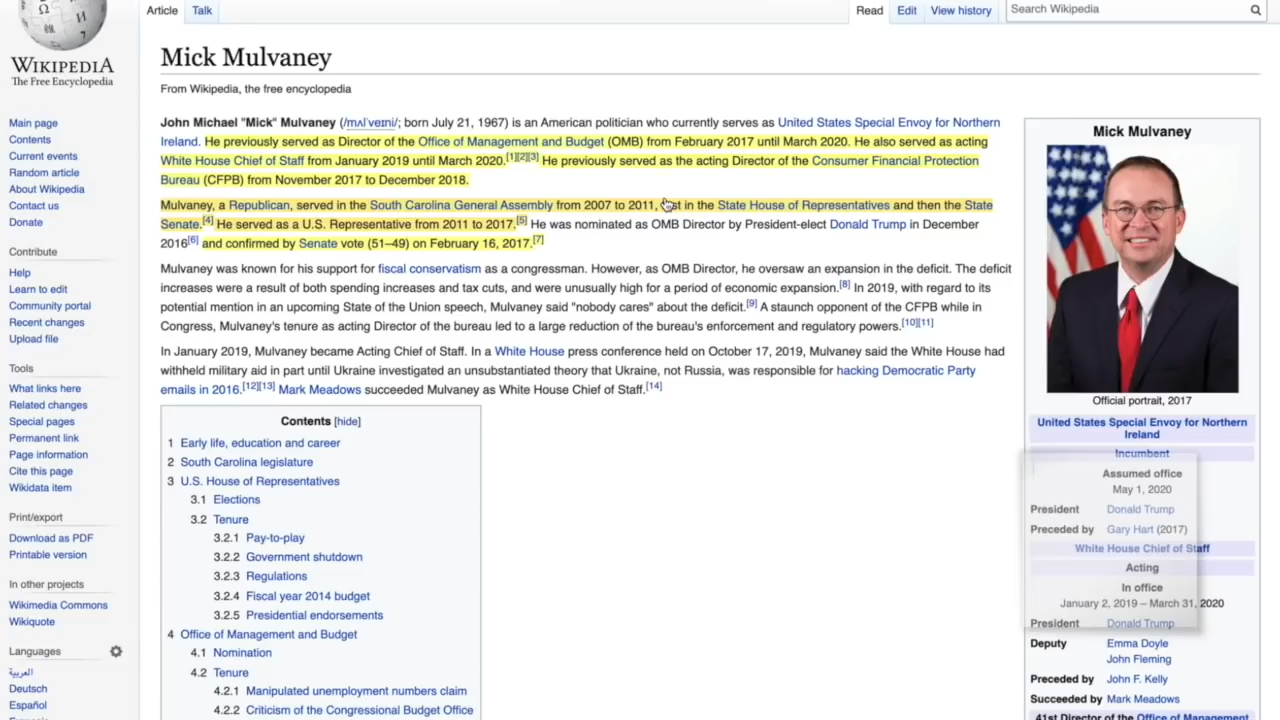 Article
Talk
Read
Edit
View history
Search Wikipedia
WIKIPEDIA
The Free Encyclopedia
Main page
Contents
Current events
Random article
About Wikipedia
Contact us
Donate
Contribute
Help
Learn to edit
Community portal
Recent changes
Upload file
Tools
What links here
Related changes
Special pages
Permanent link
Page information
Cite this page
Wikidata item
Print/export
Download as PDF
Printable version
In other projects
Wikimedia Commons
Wikiquote
Languages
العربية
Deutsch
Español
Mick Mulvaney
From Wikipedia, the free encyclopedia
John Michael "Mick" Mulvaney (/mʌlˈveɪni/; born July 21, 1967) is an American politician who currently serves as United States Special Envoy for Northern
Ireland. He previously served as Director of the Office of Management and Budget (OMB) from February 2017 until March 2020. He also served as acting
White House Chief of Staff from January 2019 until March 2020.[1][2][3] He previously served as the acting Director of the Consumer Financial Protection
Bureau (CFPB) from November 2017 to December 2018.
Mulvaney, a Republican, served in the South Carolina General Assembly from 2007 to 2011, in the State House of Representatives and then the State
Senate.[4] He served as a U.S. Representative from 2011 to 2017.[5] He was nominated as OMB Director by President-elect Donald Trump in December
2016[6] and confirmed by Senate vote (51–49) on February 16, 2017.[7]
Mulvaney was known for his support for fiscal conservatism as a congressman. However, as OMB Director, he oversaw an expansion in the deficit. The deficit
increases were a result of both spending increases and tax cuts, and were unusually high for a period of economic expansion.[8] In 2019, with regard to its
potential mention in an upcoming State of the Union speech, Mulvaney said "nobody cares" about the deficit.[9] A staunch opponent of the CFPB while in
Congress, Mulvaney's tenure as acting Director of the bureau led to a large reduction of the bureau's enforcement and regulatory powers.[10][11]
In January 2019, Mulvaney became Acting Chief of Staff. In a White House press conference held on October 17, 2019, Mulvaney said the White House had
withheld military aid in part until Ukraine investigated an unsubstantiated theory that Ukraine, not Russia, was responsible for hacking Democratic Party
emails in 2016.[12][13] Mark Meadows succeeded Mulvaney as White House Chief of Staff.[14]
Contents [hide]
1 Early life, education and career
2 South Carolina legislature
3 U.S. House of Representatives
3.1 Elections
3.2 Tenure
3.2.1 Pay-to-play
3.2.2 Government shutdown
3.2.3 Regulations
3.2.4 Fiscal year 2014 budget
3.2.5 Presidential endorsements
4 Office of Management and Budget
4.1 Nomination
4.2 Tenure
4.2.1 Manipulated unemployment numbers claim
4.2.2 Criticism of the Congressional Budget Office
Mick Mulvaney
Official portrait, 2017
United States Special Envoy for Northern
Ireland
Incumbent
Assumed office
May 1, 2020
President Donald Trump
Preceded by Gary Hart (2017)
White House Chief of Staff
Acting
In office
January 2, 2019 – March 31, 2020
President Donald Trump
Deputy Emma Doyle
John Fleming
Preceded by John F. Kelly
Succeeded by Mark Meadows
41st Director of the Office of Management